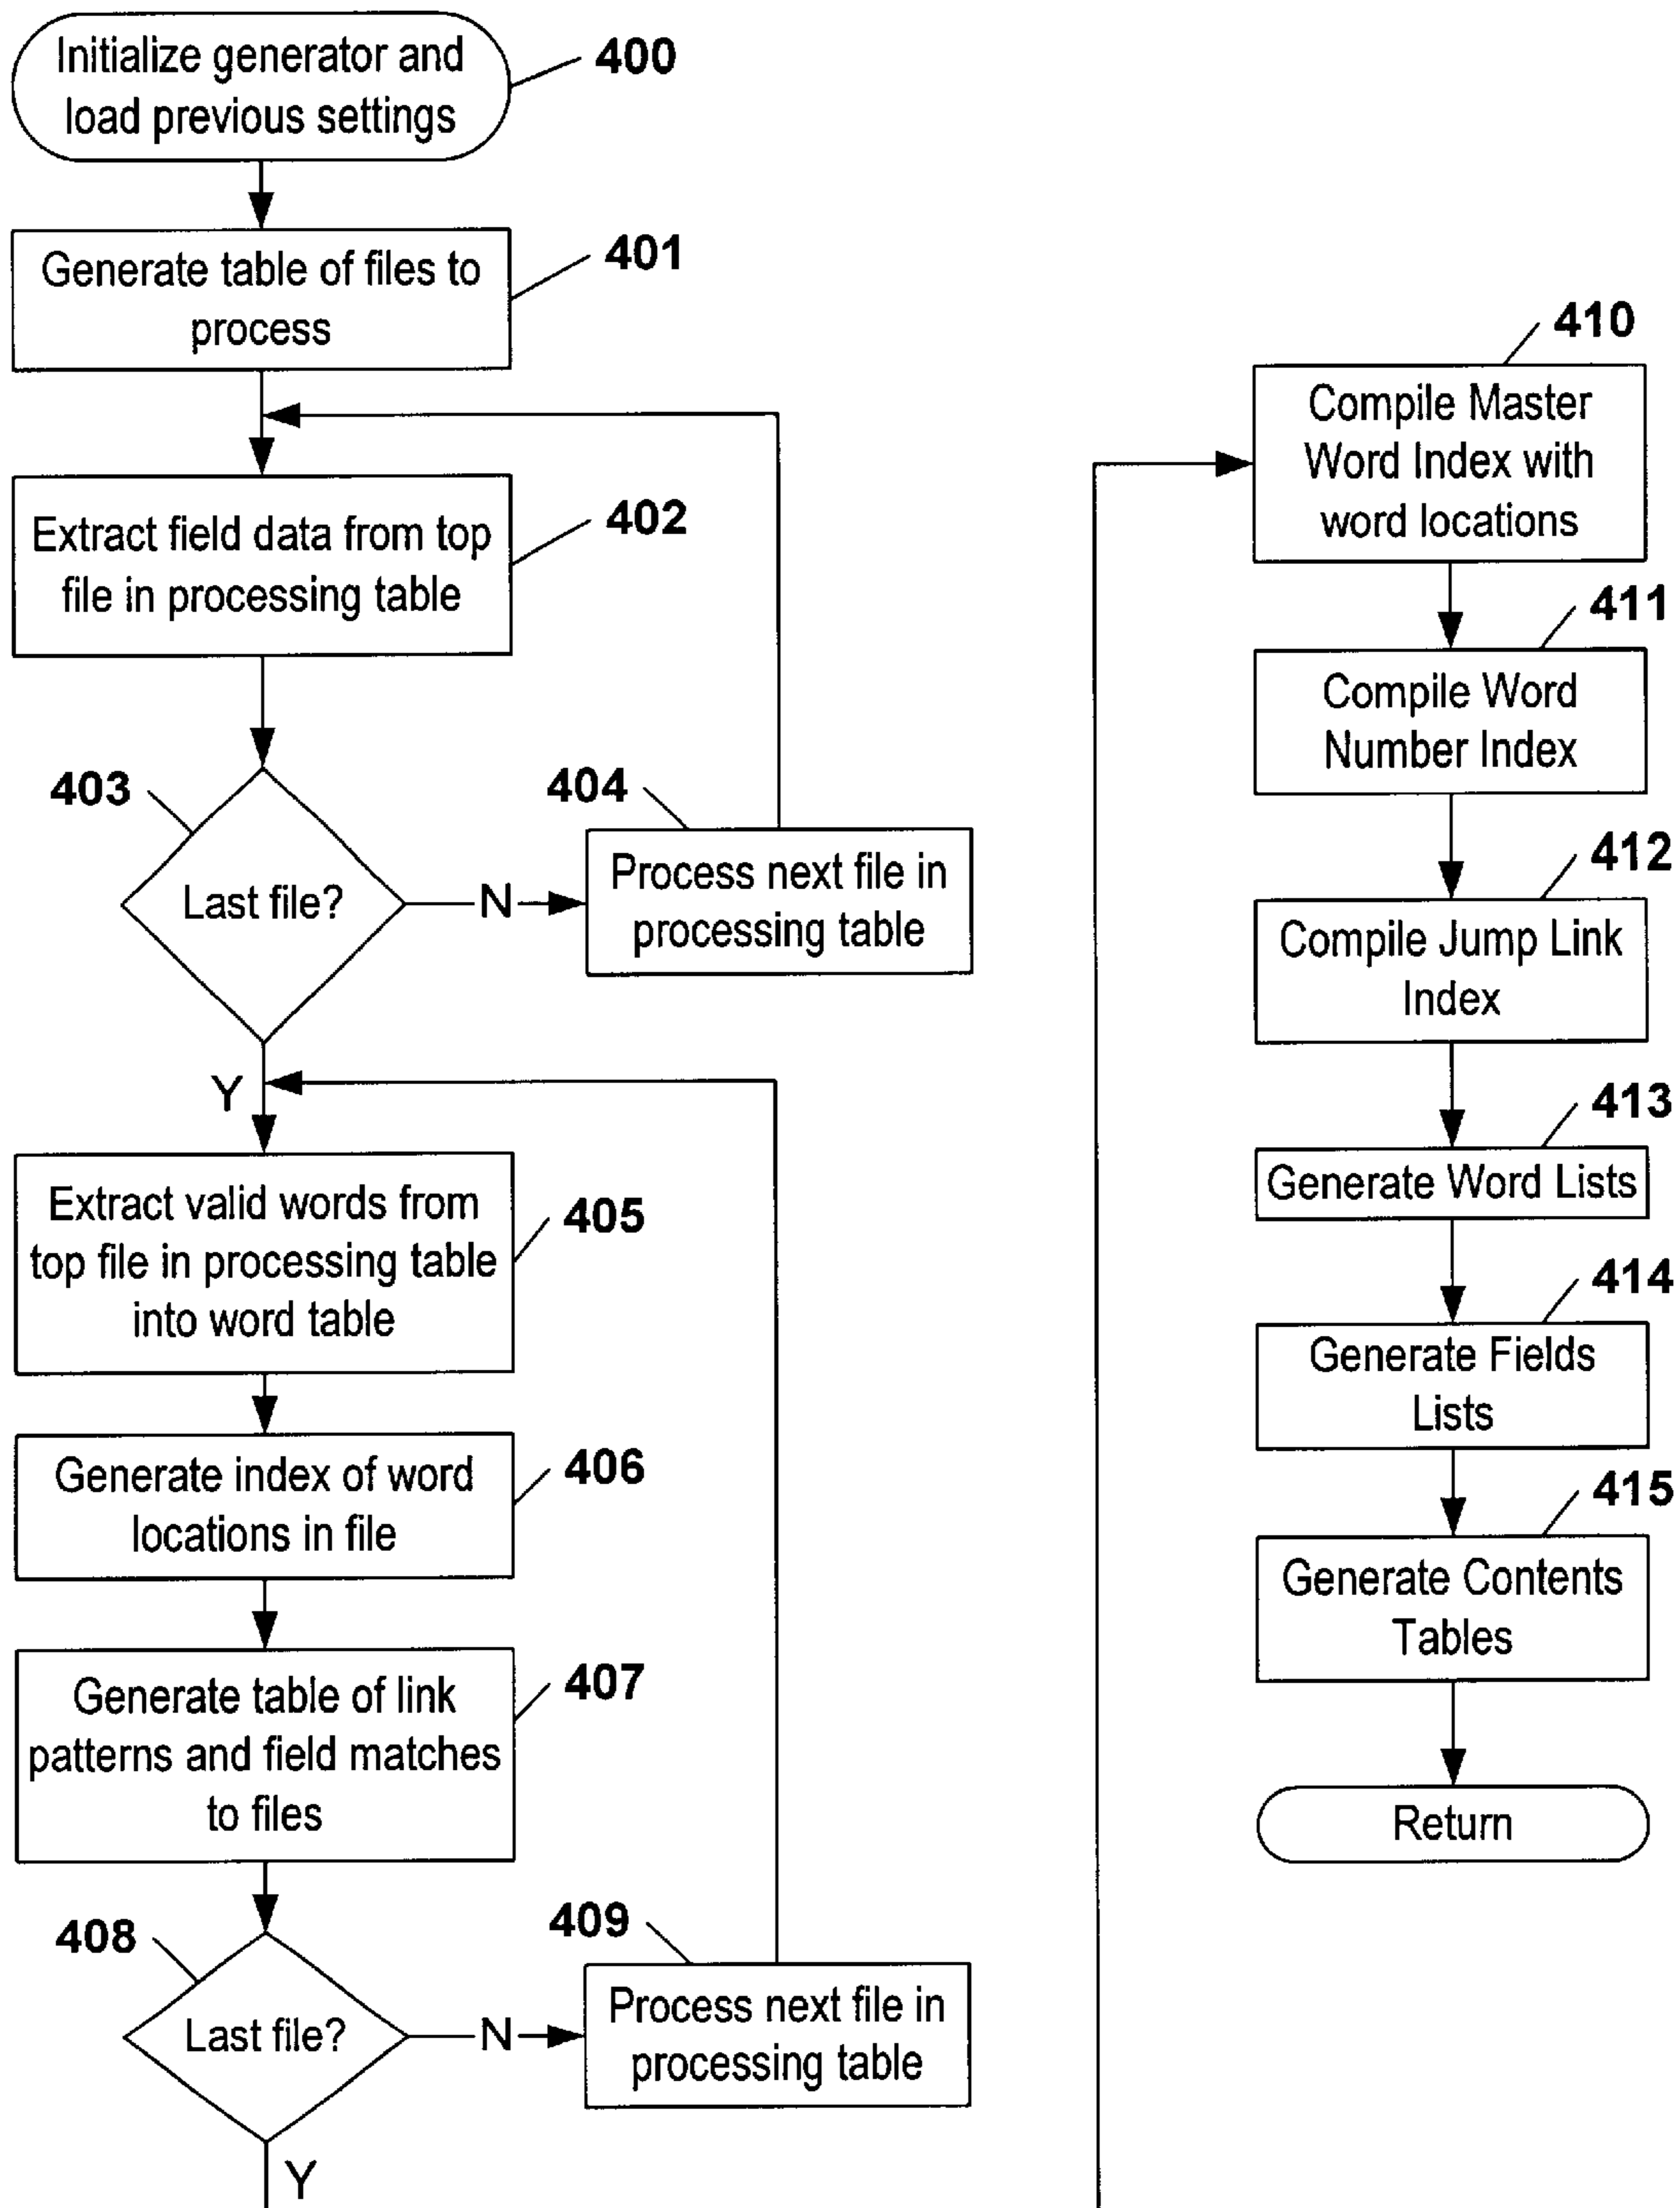 Initialize generator and
load previous settings
400
Generate table of files to
process
401
Extract field data from top
file in processing table
402
403
Last file?
N
404
Process next file in
processing table
Y
Extract valid words from
top file in processing table
into word table
405
Generate index of word
locations in file
406
Generate table of link
patterns and field matches
to files
407
408
Last file?
N
409
Process next file in
processing table
Y
410
Compile Master
Word Index with
word locations
411
Compile Word
Number Index
412
Compile Jump Link
Index
413
Generate Word Lists
414
Generate Fields
Lists
415
Generate Contents
Tables
Return